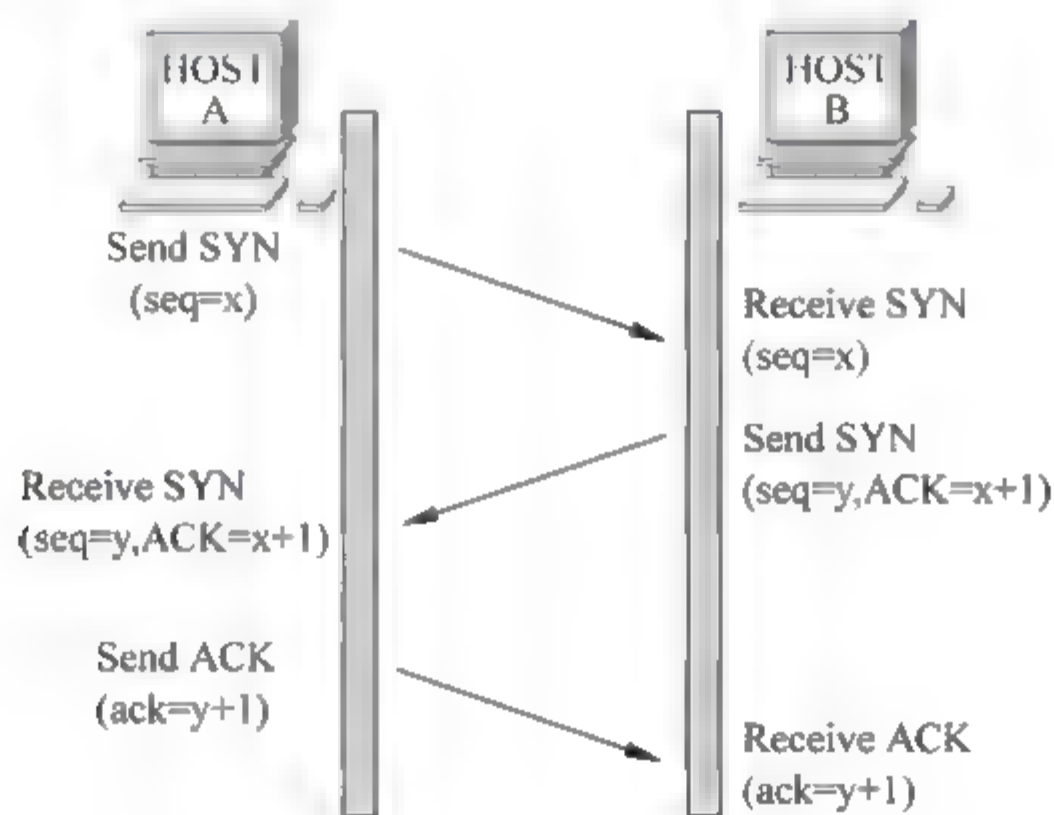 HOST
A
HOST
B
Send SYN
(seq=x)
Receive SYN
(seq=x)
Send SYN
(seq=y,ACK=x+1)
Receive SYN
(seq=y,ACK=x+1)
Send ACK
(ack=y+1)
Receive ACK
(ack=y+1)